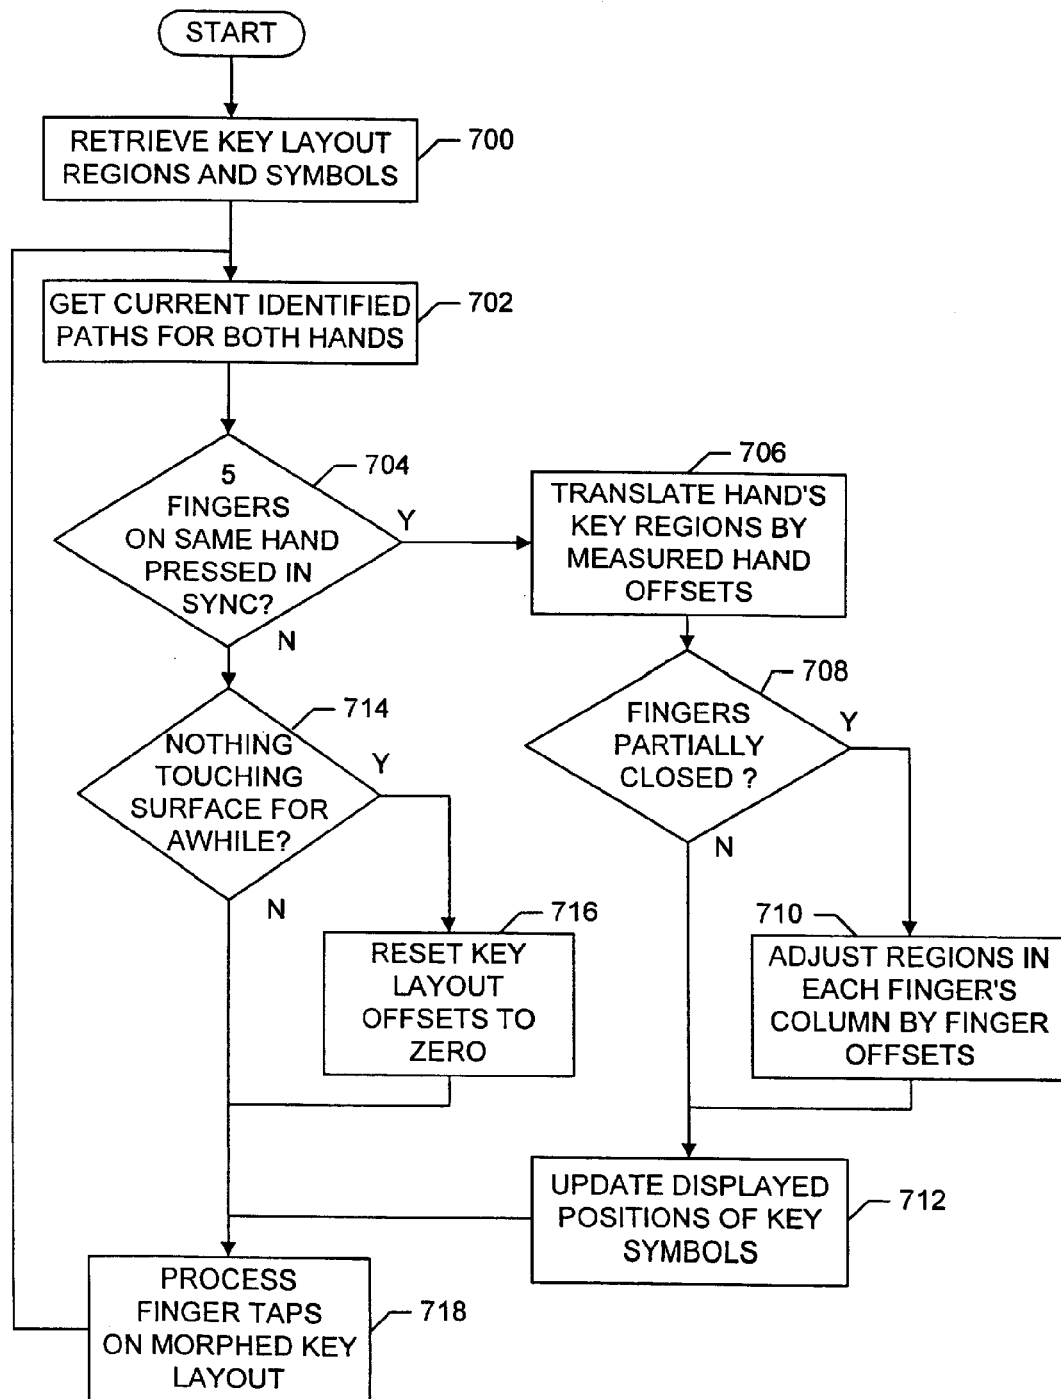 START
RETRIEVE KEY LAYOUT
REGIONS AND SYMBOLS
700
GET CURRENT IDENTIFIED
PATHS FOR BOTH HANDS
702
5
FINGERS
ON SAME HAND
PRESSED IN
SYNC?
704
Y
N
706
TRANSLATE HAND'S
KEY REGIONS BY
MEASURED HAND
OFFSETS
708
FINGERS
PARTIALLY
CLOSED ?
Y
N
714
NOTHING
TOUCHING
SURFACE FOR
AWHILE?
Y
N
716
RESET KEY
LAYOUT
OFFSETS TO
ZERO
710
ADJUST REGIONS IN
EACH FINGER'S
COLUMN BY FINGER
OFFSETS
UPDATE DISPLAYED
POSITIONS OF KEY
SYMBOLS
712
PROCESS
FINGER TAPS
ON MORPHED KEY
LAYOUT
718